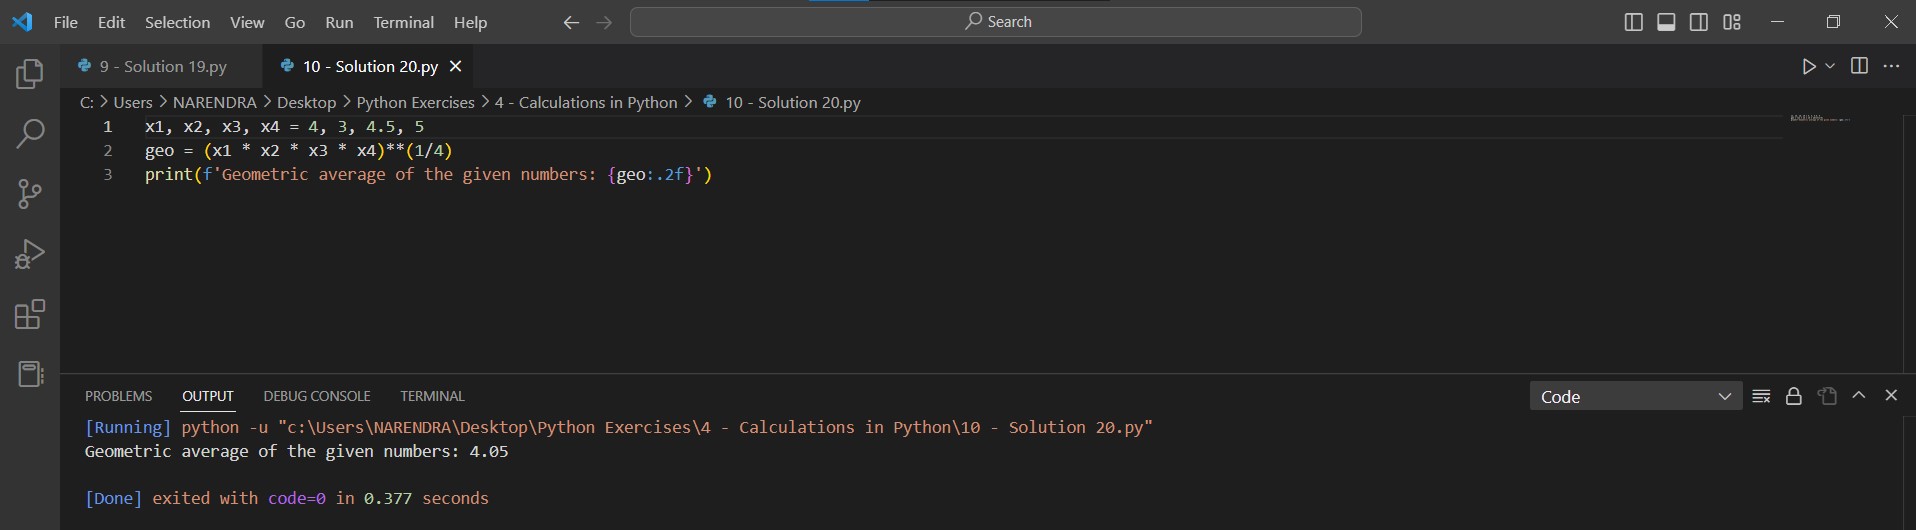 File Edit Selection View Go Run Terminal Help
Search
9 - Solution 19.py
10 - Solution 20.py
C: > Users > NARENDRA > Desktop > Python Exercises > 4 - Calculations in Python > 10 - Solution 20.py
1 x1, x2, x3, x4 = 4, 3, 4.5, 5
2 geo = (x1 * x2 * x3 * x4)**(1/4)
3 print(f'Geometric average of the given numbers: {geo:.2f}')
PROBLEMS OUTPUT DEBUG CONSOLE TERMINAL
Code
[Running] python -u "c:\Users\NARENDRA\Desktop\Python Exercises\4 - Calculations in Python\10 - Solution 20.py"
Geometric average of the given numbers: 4.05
[Done] exited with code=0 in 0.377 seconds